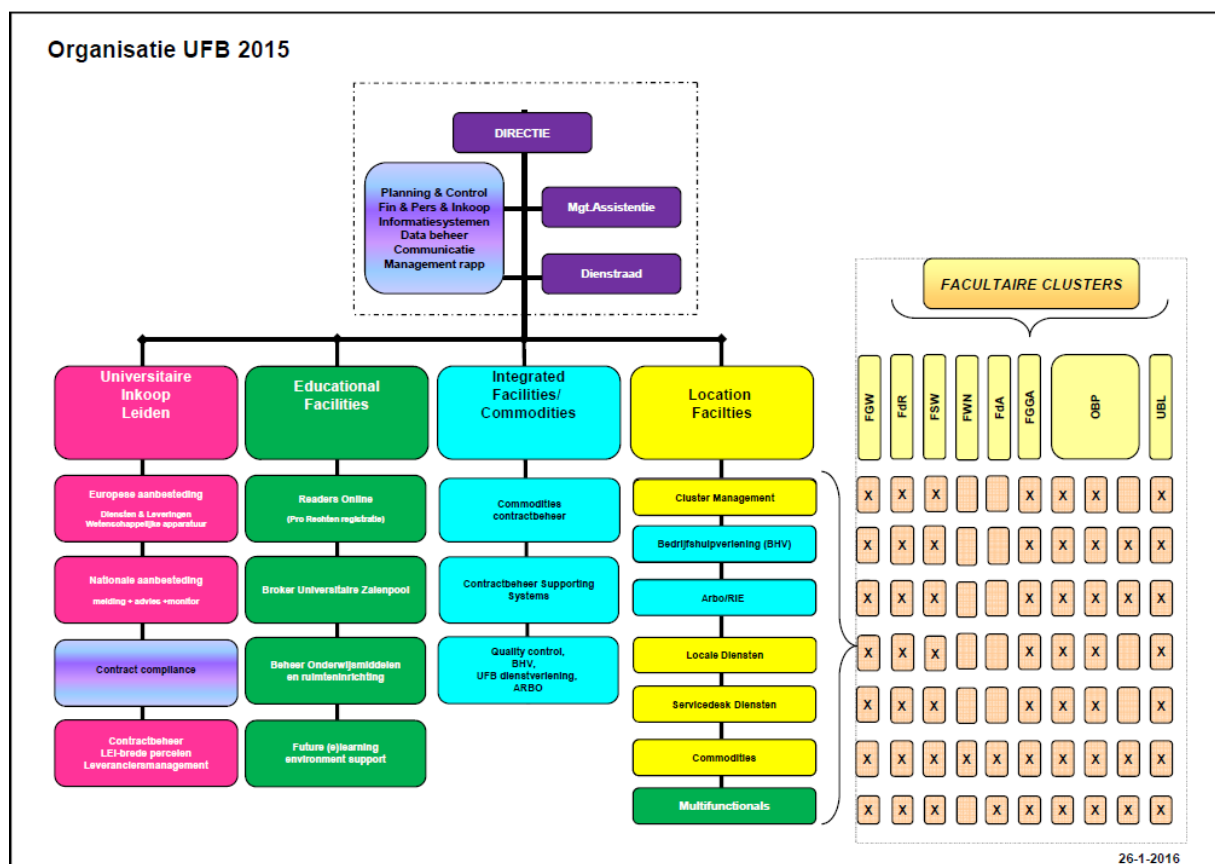 Organisatie UFB 2015
DIRECTIE
Planning & Control
Fin & Pers & Inkoop
Informatiesystemen
Data beheer
Communicatie
Management rapp
Mgt.Assistentie
Dienstraad
FACULTAIRE CLUSTERS
Universitaire
Inkoop
Leiden
Educational
Facilities
Integrated
Facilities/
Commodities
Location
Facilties
FGW
FdR
FSW
FWN
FdA
FGGA
OBP
UBL
Europese aanbesteding
Diensten & Leveringen
Wetenschappelijke apparatuur
Nationale aanbesteding
melding + advies +monitor
Contract compliance
Contractbeheer
LEI-brede percelen
Leveranciersmanagement
Readers Online
(Pro Rechten registratie)
Broker Universitaire Zalenpool
Beheer Onderwijsmiddelen
en ruimteninrichting
Future (e)learning
environment support
Commodities
contractbeheer
Contractbeheer Supporting
Systems
Quality control,
BHV,
UFB dienstverlening,
ARBO
Cluster Management
Bedrijfshulpverlening (BHV)
Arbo/RIE
Locale Diensten
Servicedesk Diensten
Commodities
Multifunctionals
X X X X X X X
X X X X X X X X
X X X X X X X
X X X X X X X
X X X X X X X
X X X X X X X X X X
X X X X X X X X X
26-1-2016